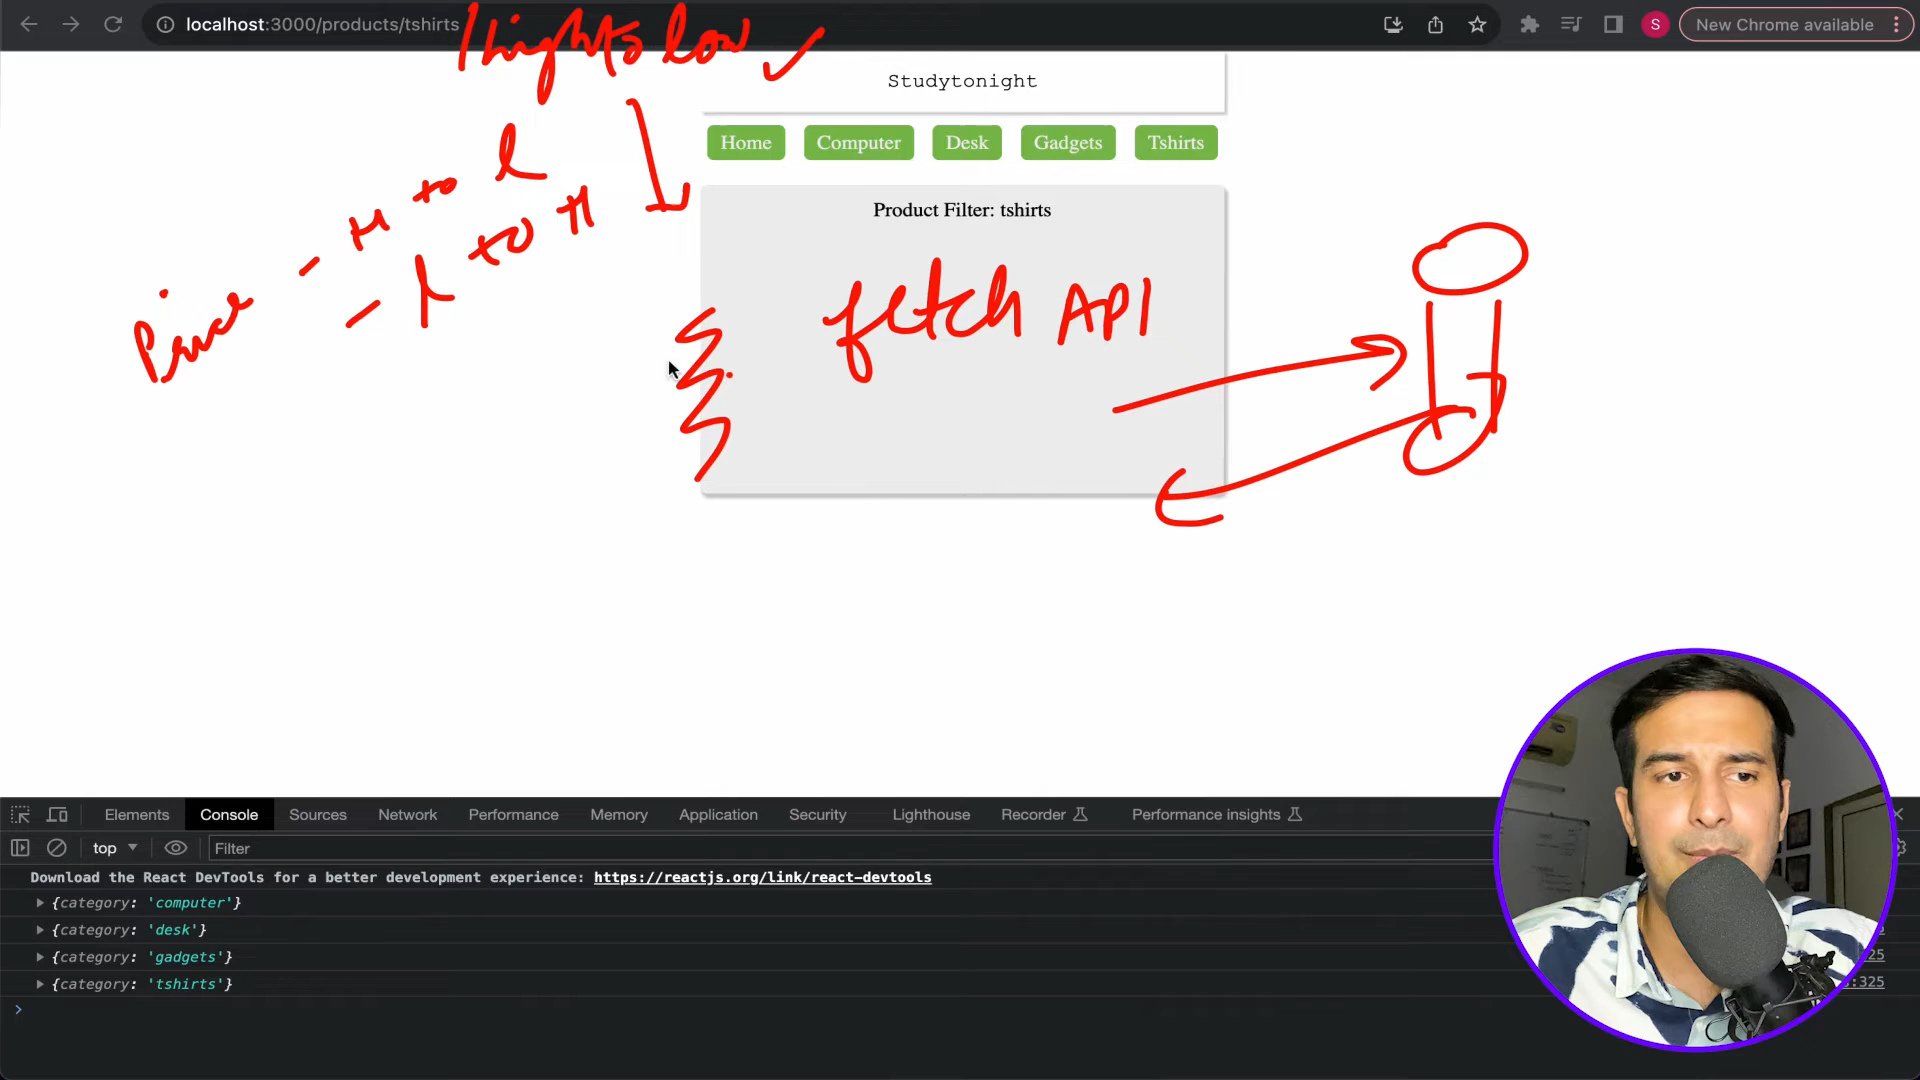 localhost:3000/products/tshirts
S
New Chrome available
/hightolow
Studytonight
Home Computer Desk Gadgets Tshirts
Price - H to L
- L to H
Product Filter: tshirts
fetch API
Elements Console Sources Network Performance Memory Application Security Lighthouse Recorder Performance insights
top Filter
Download the React DevTools for a better development experience: https://reactjs.org/link/react-devtools
{category: 'computer'}
{category: 'desk'}
{category: 'gadgets'}
25
{category: 'tshirts'}
:325